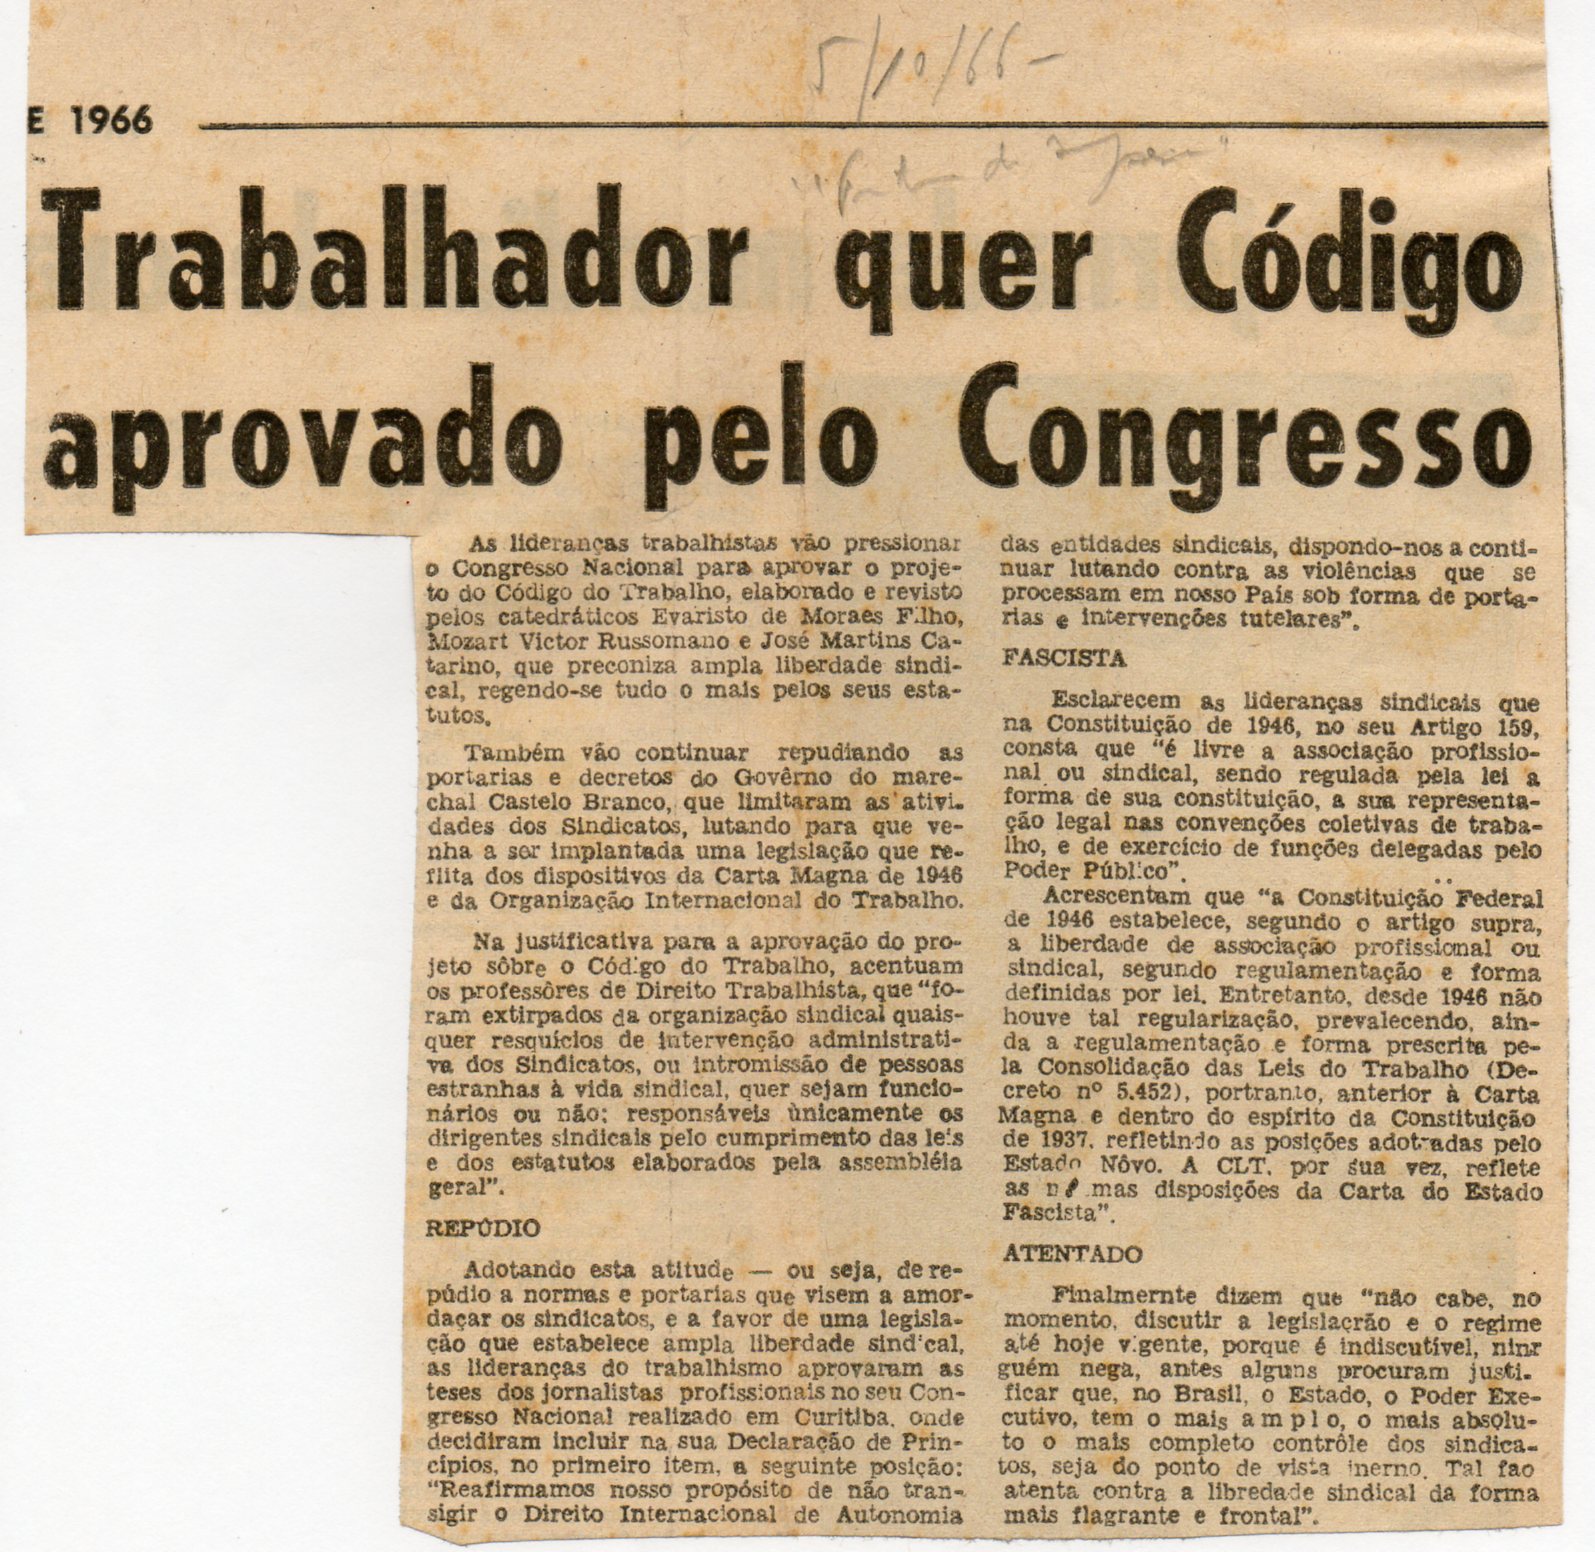 5/10/66-
E 1966
Trabalhador quer Código
aprovado pelo Congresso
As lideranças trabalhistas vão pressionar
o Congresso Nacional para aprovar o proje-
to do Código do Trabalho, elaborado e revisto
pelos catedráticos Evaristo de Moraes F.lho,
Mozart Victor Russomano e José Martins Ca-
tarino, que preconiza ampla liberdade sindi-
cal, regendo-se tudo o mais pelos seus esta-
tutos.
Também vão continuar repudiando as
portarias e decretos do Govêrno do mare-
chal Castelo Branco, que limitaram as ativi-
dades dos Sindicatos, lutando para que ve-
nha a ser implantada uma legislação que re-
flita dos dispositivos da Carta Magna de 1946
e da Organização Internacional do Trabalho.
Na justificativa para a aprovação do pro-
jeto sôbre o Cód.go do Trabalho, acentuam
os professôres de Direito Trabalhista, que "fo-
ram extirpados da organização sindical quais-
quer resquícios de intervenção administrati-
va dos Sindicatos, ou intromissão de pessoas
estranhas à vida sindical, quer sejam funcio-
nários ou não; responsáveis ùnicamente os
dirigentes sindicais pelo cumprimento das leis
e dos estatutos elaborados pela assembléia
geral".
REPÚDIO
Adotando esta atitude — ou seja, de re-
púdio a normas e portarias que visem a amor-
daçar os sindicatos, e a favor de uma legisla-
ção que estabelece ampla liberdade sind'cal,
as lideranças do trabalhismo aprovaram as
teses dos jornalistas profissionais no seu Con-
gresso Nacional realizado em Curitiba, onde
decidiram incluir na sua Declaração de Prin-
cípios, no primeiro item, a seguinte posição:
"Reafirmamos nosso propósito de não tran-
sigir o Direito Internacional de Autonomia
das entidades sindicais, dispondo-nos a conti-
nuar lutando contra as violências que se
processam em nosso País sob forma de porta-
rias e intervenções tutelares".
FASCISTA
Esclarecem as lideranças sindicais que
na Constituição de 1946, no seu Artigo 159,
consta que "é livre a associação profissio-
nal ou sindical, sendo regulada pela lei a
forma de sua constituição, a sua representa-
ção legal nas convenções coletivas de traba-
lho, e de exercício de funções delegadas pelo
Poder Públ:co".
Acrescentam que "a Constituição Federal
de 1946 estabelece, segundo o artigo supra,
a liberdade de associação profissional ou
sindical, segundo regulamentação e forma
definidas por lei. Entretanto, desde 1946 não
houve tal regularização, prevalecendo, ain-
da a regulamentação e forma prescrita pe-
la Consolidação das Leis do Trabalho (De-
creto nº 5.452), portranto, anterior à Carta
Magna e dentro do espírito da Constituição
de 1937, refletindo as posições adotradas pelo
Estado Nôvo. A CLT, por sua vez, reflete
as mas disposições da Carta do Estado
Fascista".
ATENTADO
Finalmernte dizem que "não cabe, no
momento, discutir a legislaçrão e o regime
até hoje v.gente, porque é indiscutível, ninr
guém nega, antes alguns procuram justi-
ficar que, no Brasil, o Estado, o Poder Exe-
cutivo, tem o mais amplo, o mais absolu-
to o mais completo contrôle dos sindica-
tos, seja do ponto de vista inerno. Tal fao
atenta contra a libredade sindical da forma
mais flagrante e frontal".